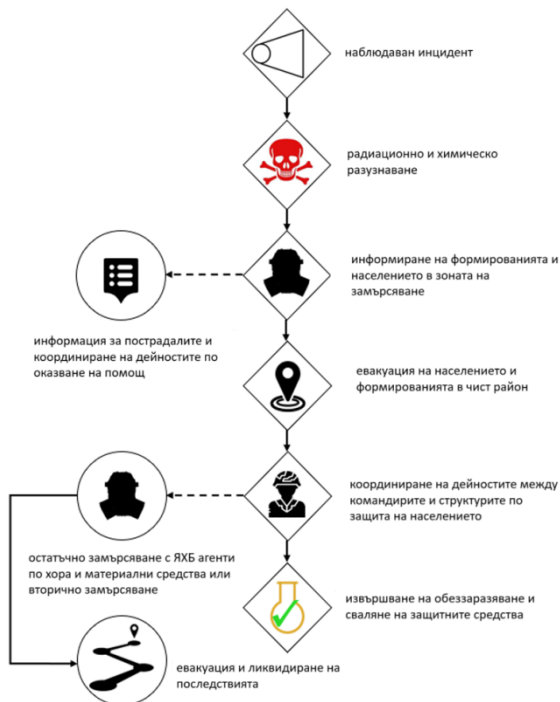 наблюдаван инцидент
радиационно и химическо
разузнаване
информиране на формированията и
населението в зоната на
замърсяване
информация за пострадалите и
координиране на дейностите по
оказване на помощ
евакуация на населението и
формированията в чист район
координиране на дейностите между
командирите и структурите по
защита на населението
остатъчно замърсяване с ЯХБ агенти
по хора и материални средства или
вторично замърсяване
извършване на обеззаразяване и
сваляне на защитните средства
евакуация и ликвидиране на
последствията